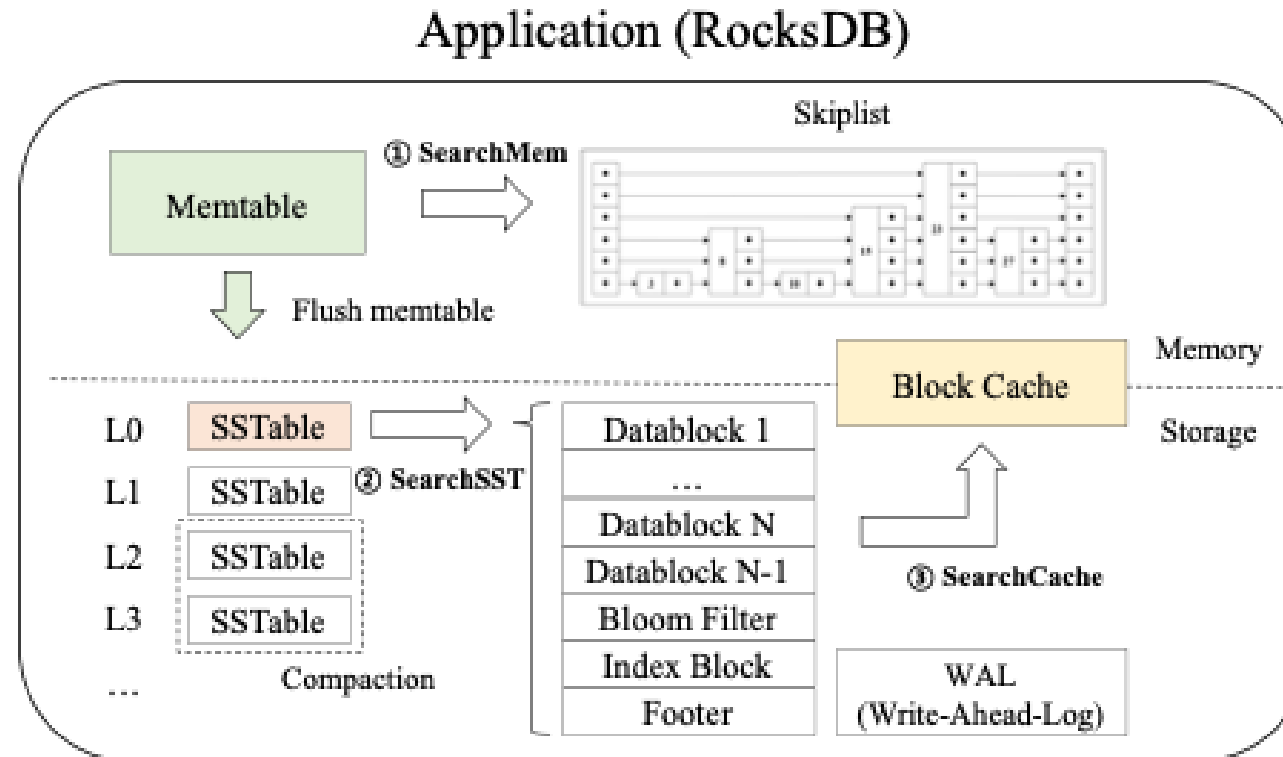 Application (RocksDB)
Skiplist
① SearchMem
Memtable
Flush memtable
Memory
Block Cache
Storage
L0
SSTable
Datablock 1
② SearchSST
L1
SSTable
...
L2
SSTable
Datablock N
Datablock N-1
③ SearchCache
L3
SSTable
Bloom Filter
Compaction
Index Block
WAL
(Write-Ahead-Log)
...
Footer